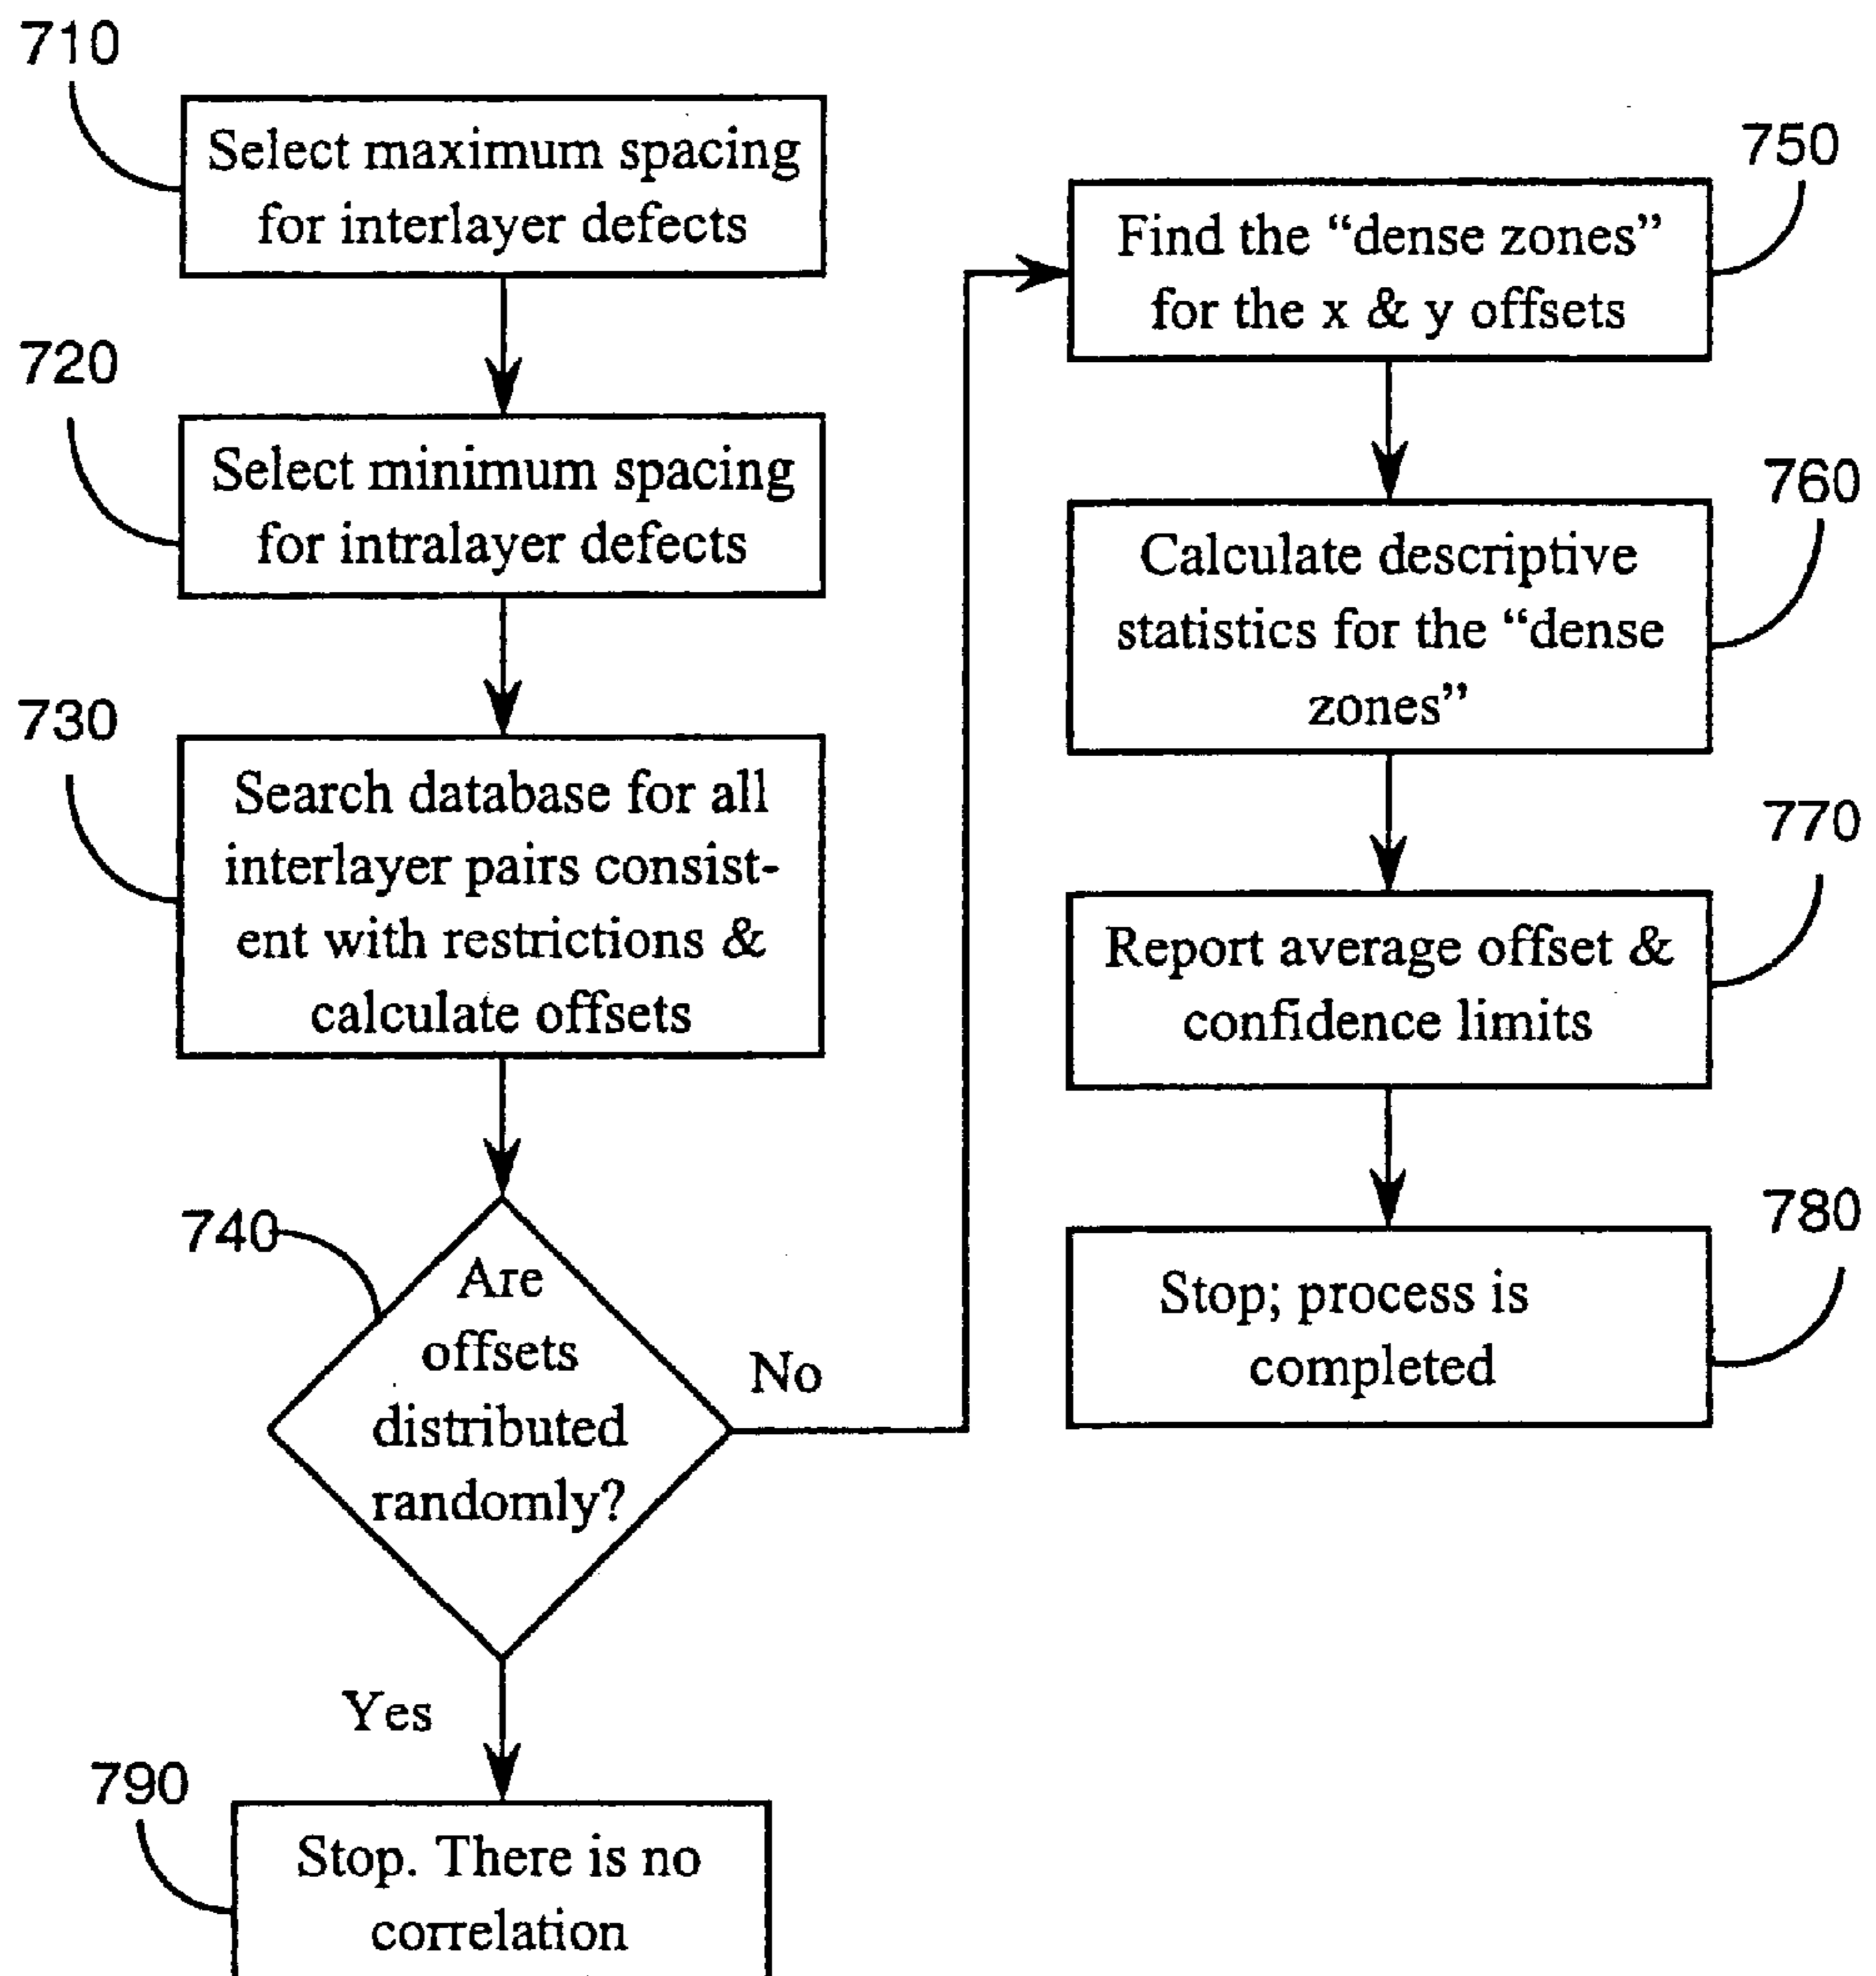 710
Select maximum spacing
for interlayer defects
720
Select minimum spacing
for intralayer defects
730
Search database for all
interlayer pairs consist-
ent with restrictions &
calculate offsets
740
Are
offsets
distributed
randomly?
No
Yes
790
Stop. There is no
correlation
750
Find the “dense zones”
for the x & y offsets
760
Calculate descriptive
statistics for the “dense
zones”
770
Report average offset &
confidence limits
780
Stop; process is
completed